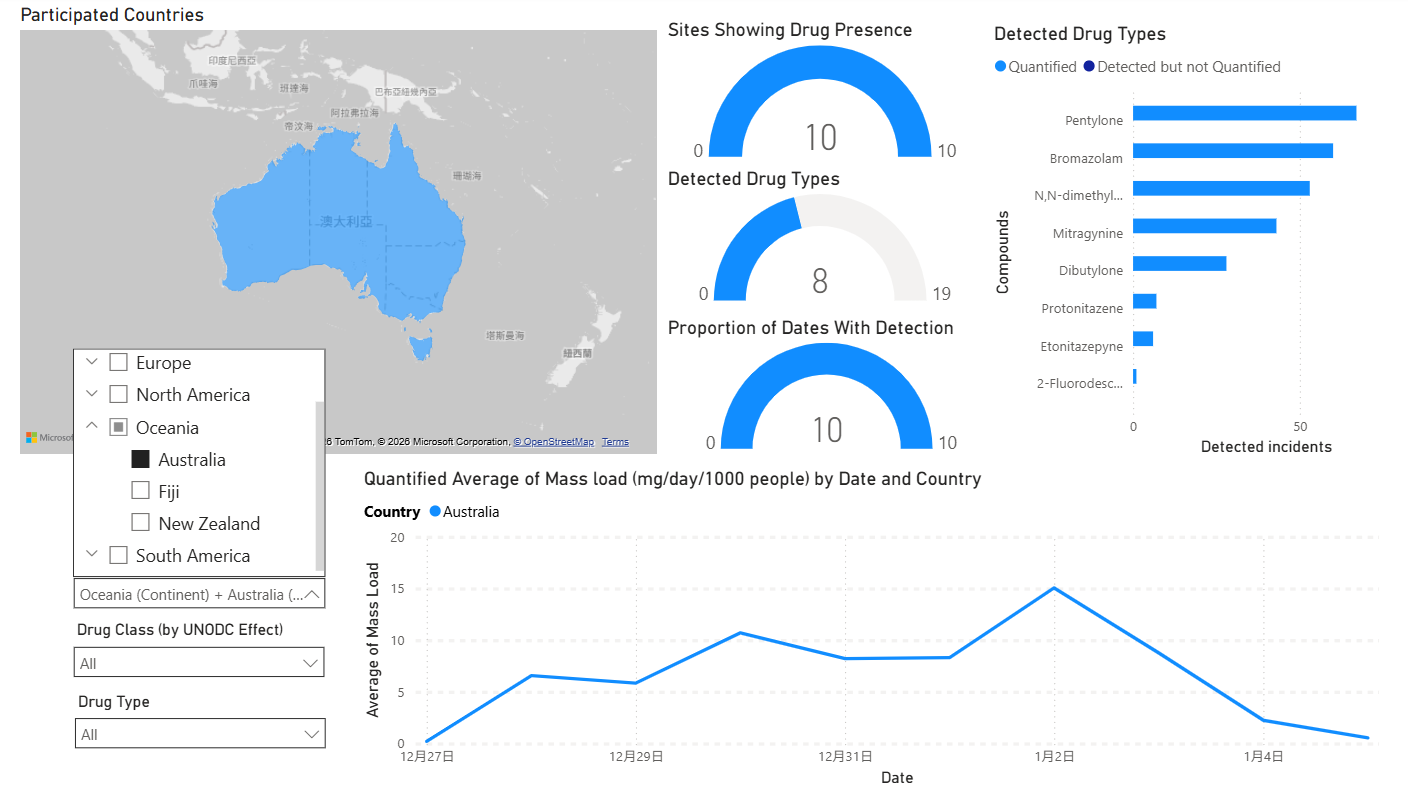 Participated Countries
印度尼西亞
爪哇海
班達海
巴布亞紐幾內亞
阿拉弗拉海
帝汶海
珊瑚海
澳大利亞
塔斯曼海
紐西蘭
Microsof
6 TomTom, © 2026 Microsoft Corporation, © OpenStreetMap Terms
Europe
North America
Oceania
Australia
Fiji
New Zealand
South America
Oceania (Continent) + Australia (...
Drug Class (by UNODC Effect)
All
Drug Type
All
Sites Showing Drug Presence
10
0
10
Detected Drug Types
8
0
19
Proportion of Dates With Detection
10
0
10
Detected Drug Types
Quantified Detected but not Quantified
Compounds
Pentylone
Bromazolam
N,N-dimethyl...
Mitragynine
Dibutylone
Protonitazene
Etonitazepyne
2-Fluorodesc...
0 50
Detected incidents
Quantified Average of Mass load (mg/day/1000 people) by Date and Country
Country Australia
Average of Mass Load
20
15
10
5
0
12月27日 12月29日 12月31日 1月2日 1月4日
Date